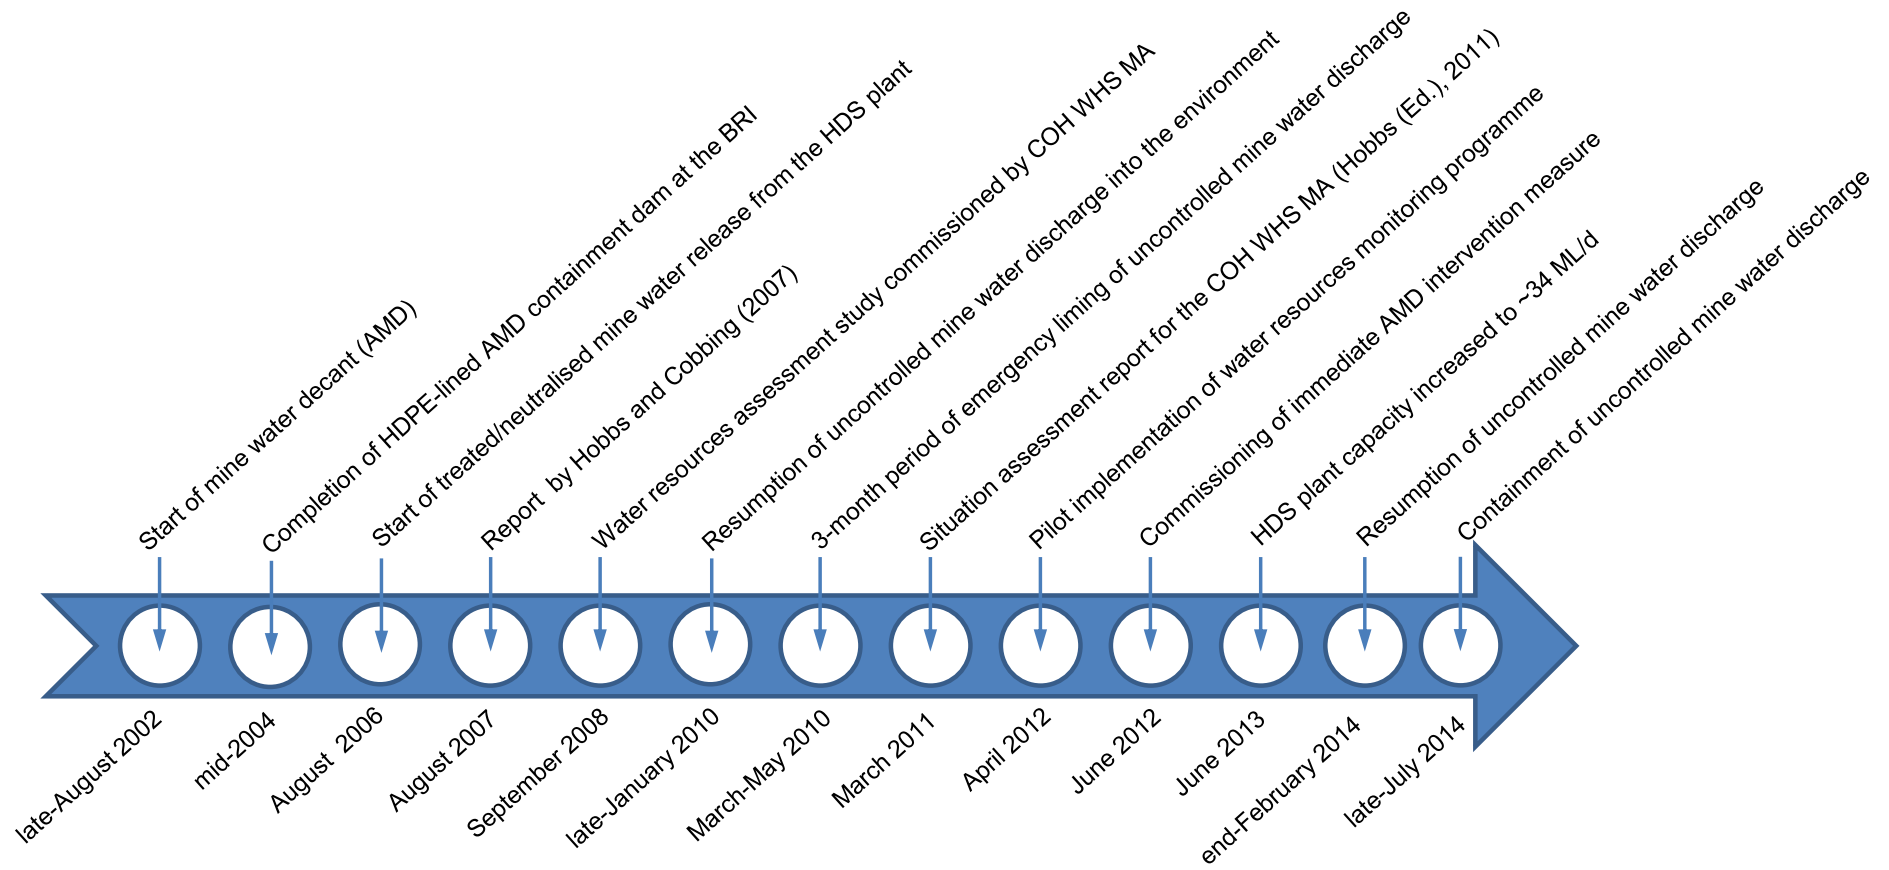 Start of mine water decant (AMD)
Completion of HDPE-lined AMD containment dam at the BRI
Start of treated/neutralised mine water release from the HDS plant
Report  by Hobbs and Cobbing (2007)
Water resources assessment study commissioned by COH WHS MA
Resumption of uncontrolled mine water discharge into the environment
3-month period of emergency liming of uncontrolled mine water discharge
Situation assessment report for the COH WHS MA (Hobbs (Ed.), 2011)
Pilot implementation of water resources monitoring programme
Commissioning of immediate AMD intervention measure
HDS plant capacity increased to ~34 ML/d
Resumption of uncontrolled mine water discharge
Containment of uncontrolled mine water discharge
late-August 2002
mid-2004
August  2006
August 2007
September 2008
late-January 2010
March-May 2010
March 2011
April 2012
June 2012
June 2013
end-February 2014
late-July 2014